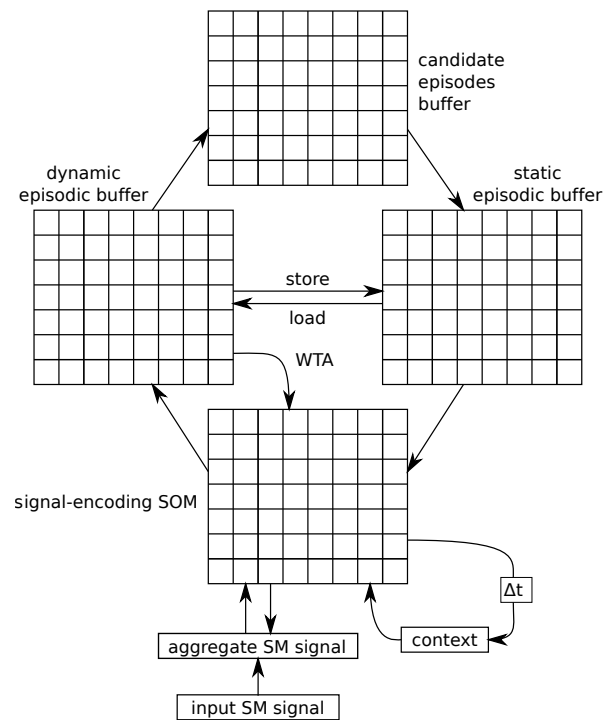 candidate
episodes
buffer
dynamic
episodic buffer
static
episodic buffer
store
load
WTA
signal-encoding SOM
Δt
context
aggregate SM signal
input SM signal